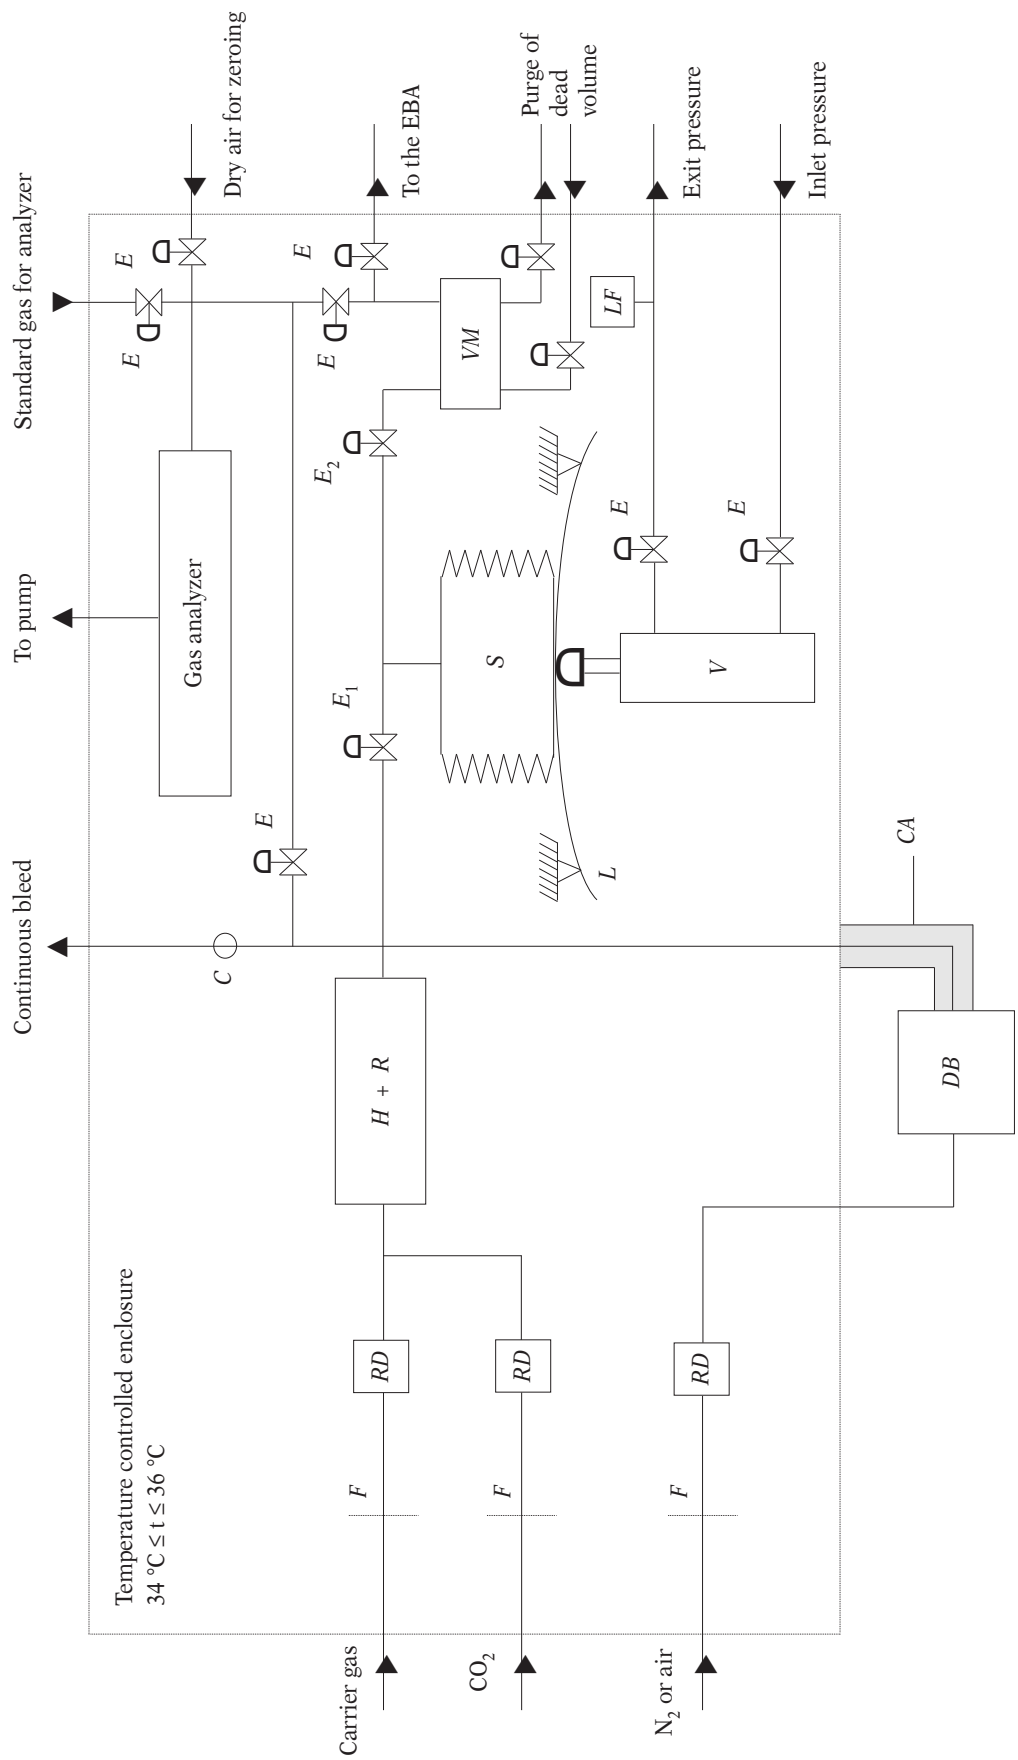 Continuous bleed
To pump
Standard gas for analyzer
Temperature controlled enclosure
34 °C ≤ t ≤ 36 °C
E
E
Gas analyzer
C
Dry air for zeroing
E
E
E₂
E
E₁
Carrier gas
F
RD
H + R
To the EBA
VM
CO₂
F
RD
S
Purge of
dead
volume
L
LF
E
N₂ or air
F
RD
Exit pressure
V
E
Inlet pressure
CA
DB